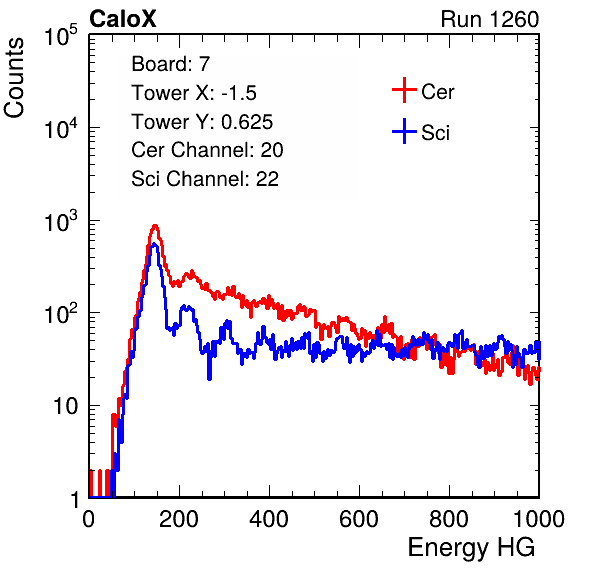 CaloX Run 1260
Counts
Board: 7
Tower X: -1.5
Tower Y: 0.625
Cer Channel: 20
Sci Channel: 22
Cer
Sci
10^5
10^4
10^3
10^2
10
1
0 200 400 600 800 1000
Energy HG